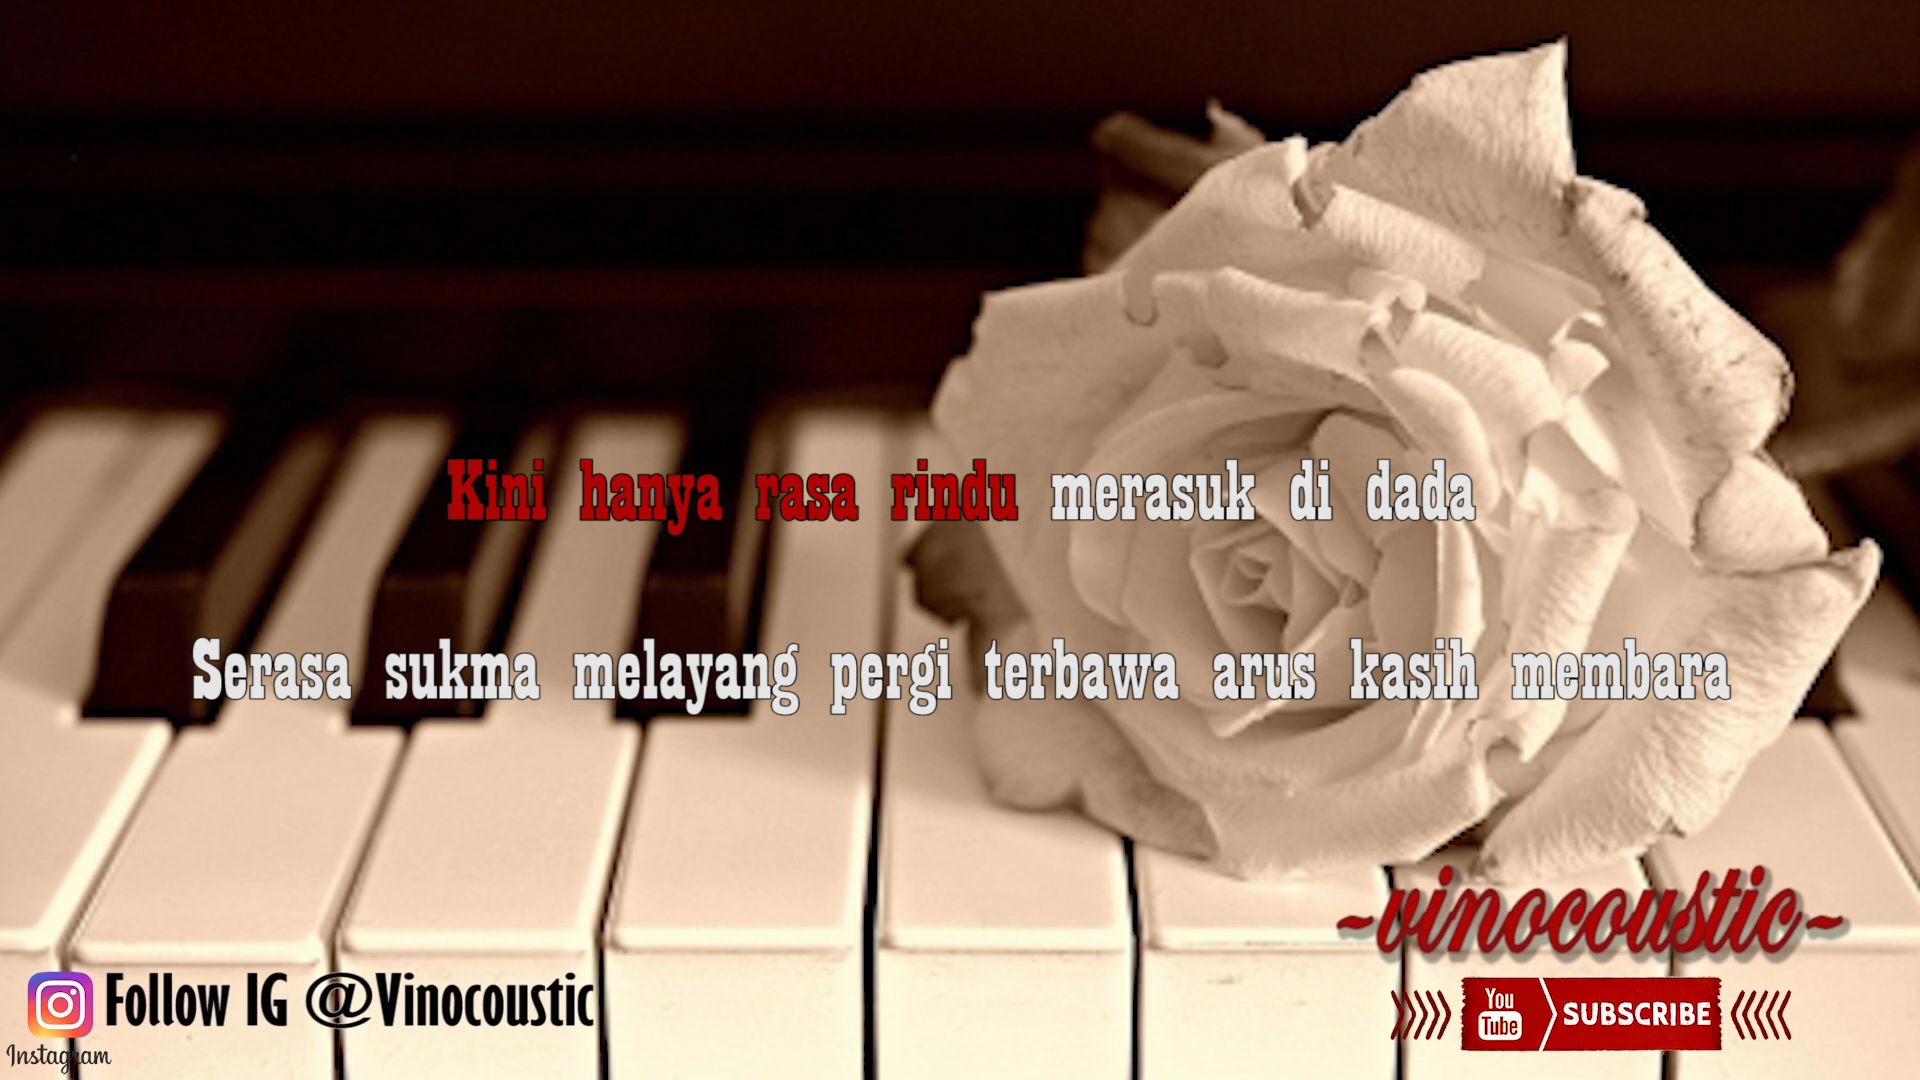 Kini hanya rasa rindu merasuk di dada
Serasa sukma melayang pergi terbawa arus kasih membara
~vinocoustic~
Follow IG @Vinocoustic
Instagram
You Tube SUBSCRIBE